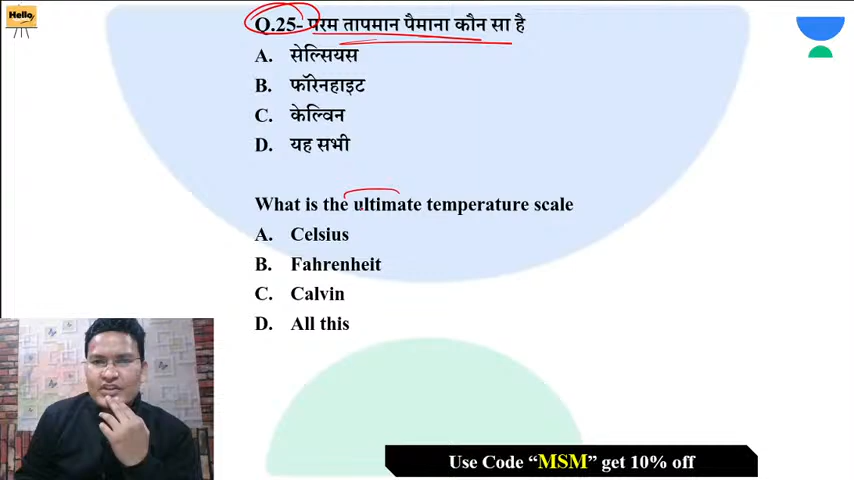 Hello
Q.25- परम तापमान पैमाना कौन सा है
A. सेल्सियस
B. फॉरेनहाइट
C. केल्विन
D. यह सभी
What is the ultimate temperature scale
A. Celsius
B. Fahrenheit
C. Calvin
D. All this
Use Code “MSM” get 10% off